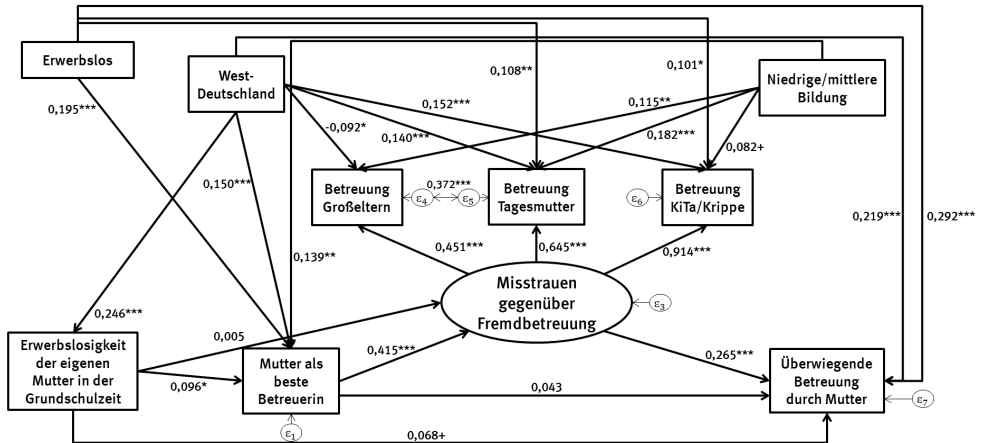 Erwerbslos
West-
Deutschland
Niedrige/mittlere
Bildung
0,108**
0,101*
0,195***
0,152***
0,115**
-0,092*
0,140***
0,182***
0,082+
0,150***
Betreuung
Großeltern
ε4
0,372***
ε5
Betreuung
Tagesmutter
ε6
Betreuung
KiTa/Krippe
0,219***
0,292***
0,139**
0,451***
0,645***
0,914***
Misstrauen
gegenüber
Fremdbetreuung
ε3
0,246***
0,005
Erwerbslosigkeit
der eigenen
Mutter in der
Grundschulzeit
0,096*
Mutter als
beste
Betreuerin
0,415***
0,265***
0,043
Überwiegende
Betreuung
durch Mutter
ε7
ε1
0,068+